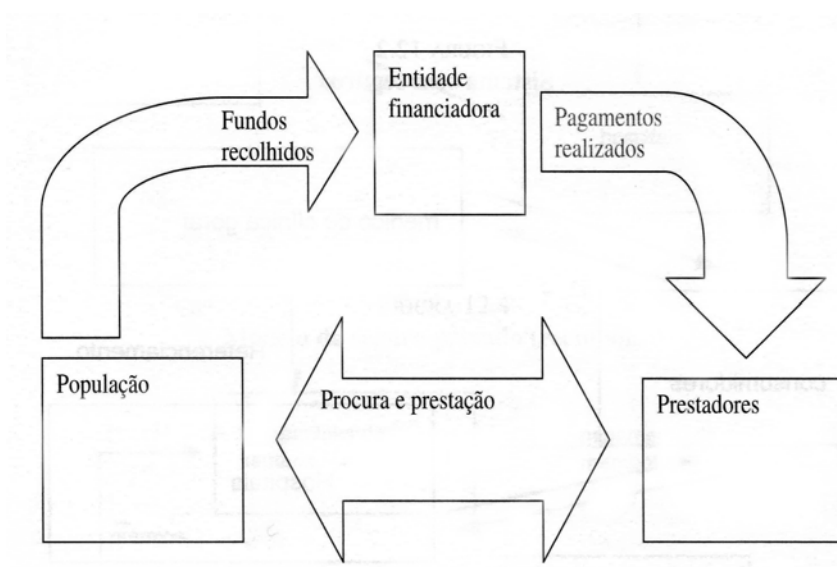 Entidade
financiadora
Fundos
recolhidos
Pagamentos
realizados
População
Procura e prestação
Prestadores